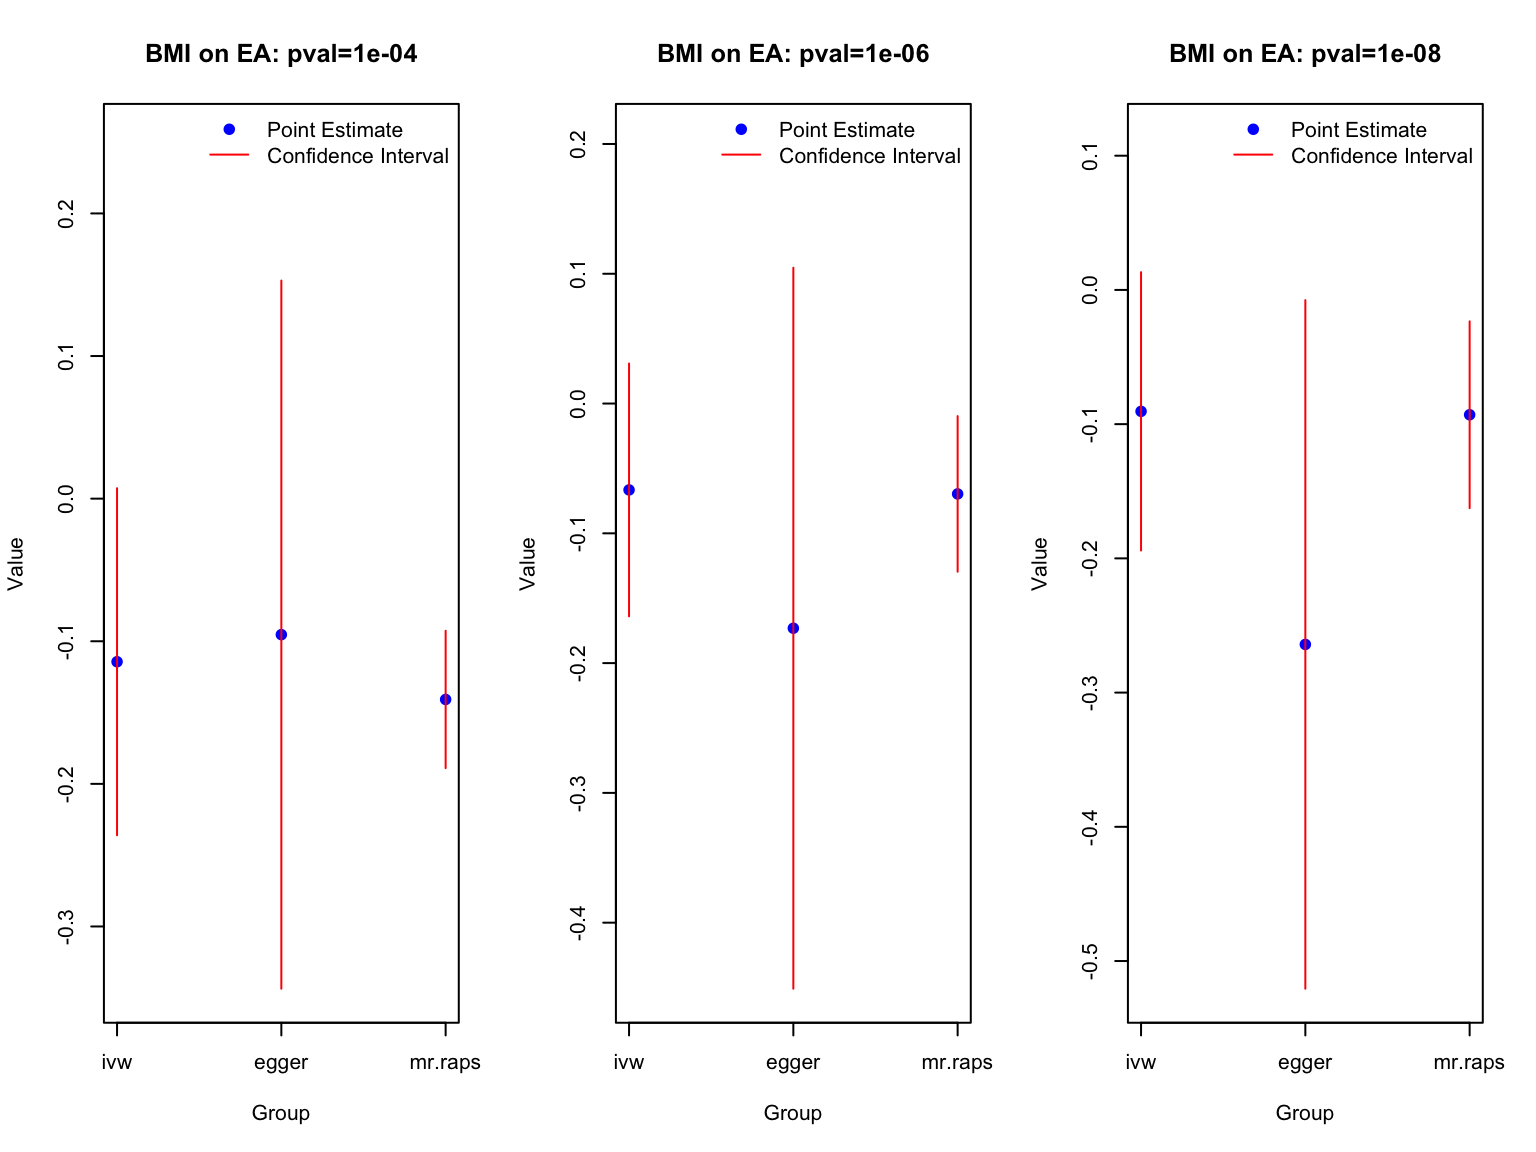 BMI on EA: pval=1e-04
Point Estimate
Confidence Interval
0.2
0.1
0.0
-0.1
-0.2
-0.3
Value
ivw
egger
mr.raps
Group
BMI on EA: pval=1e-06
Point Estimate
Confidence Interval
0.2
0.1
0.0
-0.1
-0.2
-0.3
-0.4
Value
ivw
egger
mr.raps
Group
BMI on EA: pval=1e-08
Point Estimate
Confidence Interval
0.1
0.0
-0.1
-0.2
-0.3
-0.4
-0.5
Value
ivw
egger
mr.raps
Group